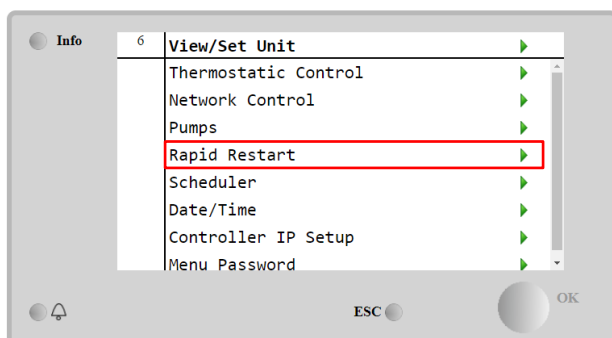 Info
6 View/Set Unit
Thermostatic Control
Network Control
Pumps
Rapid Restart
Scheduler
Date/Time
Controller IP Setup
Menu Password
ESC
OK